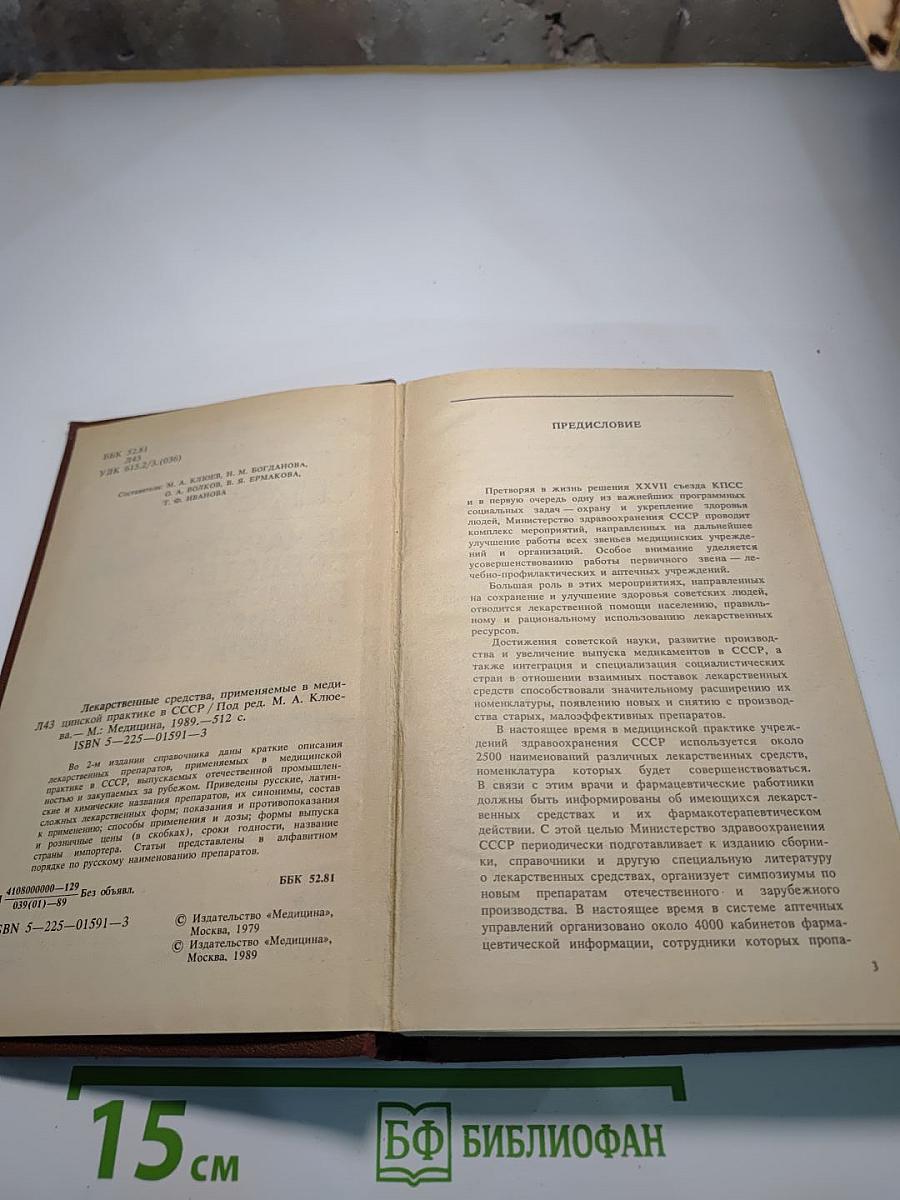 ББК 52.81
Л43
УДК 615.2/3.(036)
Составители: М. А. КЛЮЕВ, Н. М. БОГДАНОВА,
О. А. ВОЛКОВ, В. Я. ЕРМАКОВА,
Т. Ф. ИВАНОВА
Лекарственные средства, применяемые в меди-
Л43 цинской практике в СССР / Под ред. М. А. Клюе-
ва.— М.: Медицина, 1989.—512 с.
ISBN 5—225—01591—3
Во 2-м издании справочника даны краткие описания
лекарственных препаратов, применяемых в медицинской
практике в СССР, выпускаемых отечественной промышлен-
ностью и закупаемых за рубежом. Приведены русские, латин-
ские и химические названия препаратов, их синонимы, состав
сложных лекарственных форм; показания и противопоказания
к применению; способы применения и дозы; формы выпуска
и розничные цены (в скобках), сроки годности, название
страны импортера. Статьи представлены в алфавитном
порядке по русскому наименованию препаратов.
4108000000—129
039(01)—89
Без объявл.
ББК 52.81
BN 5—225—01591—3
© Издательство «Медицина»,
Москва, 1979
© Издательство «Медицина»,
Москва, 1989
ПРЕДИСЛОВИЕ
Претворяя в жизнь решения XXVII съезда КПСС
и в первую очередь одну из важнейших программных
социальных задач — охрану и укрепление здоровья
людей, Министерство здравоохранения СССР проводит
комплекс мероприятий, направленных на дальнейшее
улучшение работы всех звеньев медицинских учрежде-
ний и организаций. Особое внимание уделяется
усовершенствованию работы первичного звена — ле-
чебно-профилактических и аптечных учреждений.
Большая роль в этих мероприятиях, направленных
на сохранение и улучшение здоровья советских людей,
отводится лекарственной помощи населению, правиль-
ному и рациональному использованию лекарственных
ресурсов.
Достижения советской науки, развитие производ-
ства и увеличение выпуска медикаментов в СССР, а
также интеграция и специализация социалистических
стран в отношении взаимных поставок лекарственных
средств способствовали значительному расширению их
номенклатуры, появлению новых и снятию с производ-
ства старых, малоэффективных препаратов.
В настоящее время в медицинской практике учреж-
дений здравоохранения СССР используется около
2500 наименований различных лекарственных средств,
номенклатура которых будет совершенствоваться.
В связи с этим врачи и фармацевтические работники
должны быть информированы об имеющихся лекарст-
венных средствах и их фармакотерапевтическом
действии. С этой целью Министерство здравоохранения
СССР периодически подготавливает к изданию сборни-
ки, справочники и другую специальную литературу
о лекарственных средствах, организует симпозиумы по
новым препаратам отечественного и зарубежного
производства. В настоящее время в системе аптечных
управлений организовано около 4000 кабинетов фарма-
цевтической информации, сотрудники которых пропа-
3
15 см
БФ БИБЛИОФАН